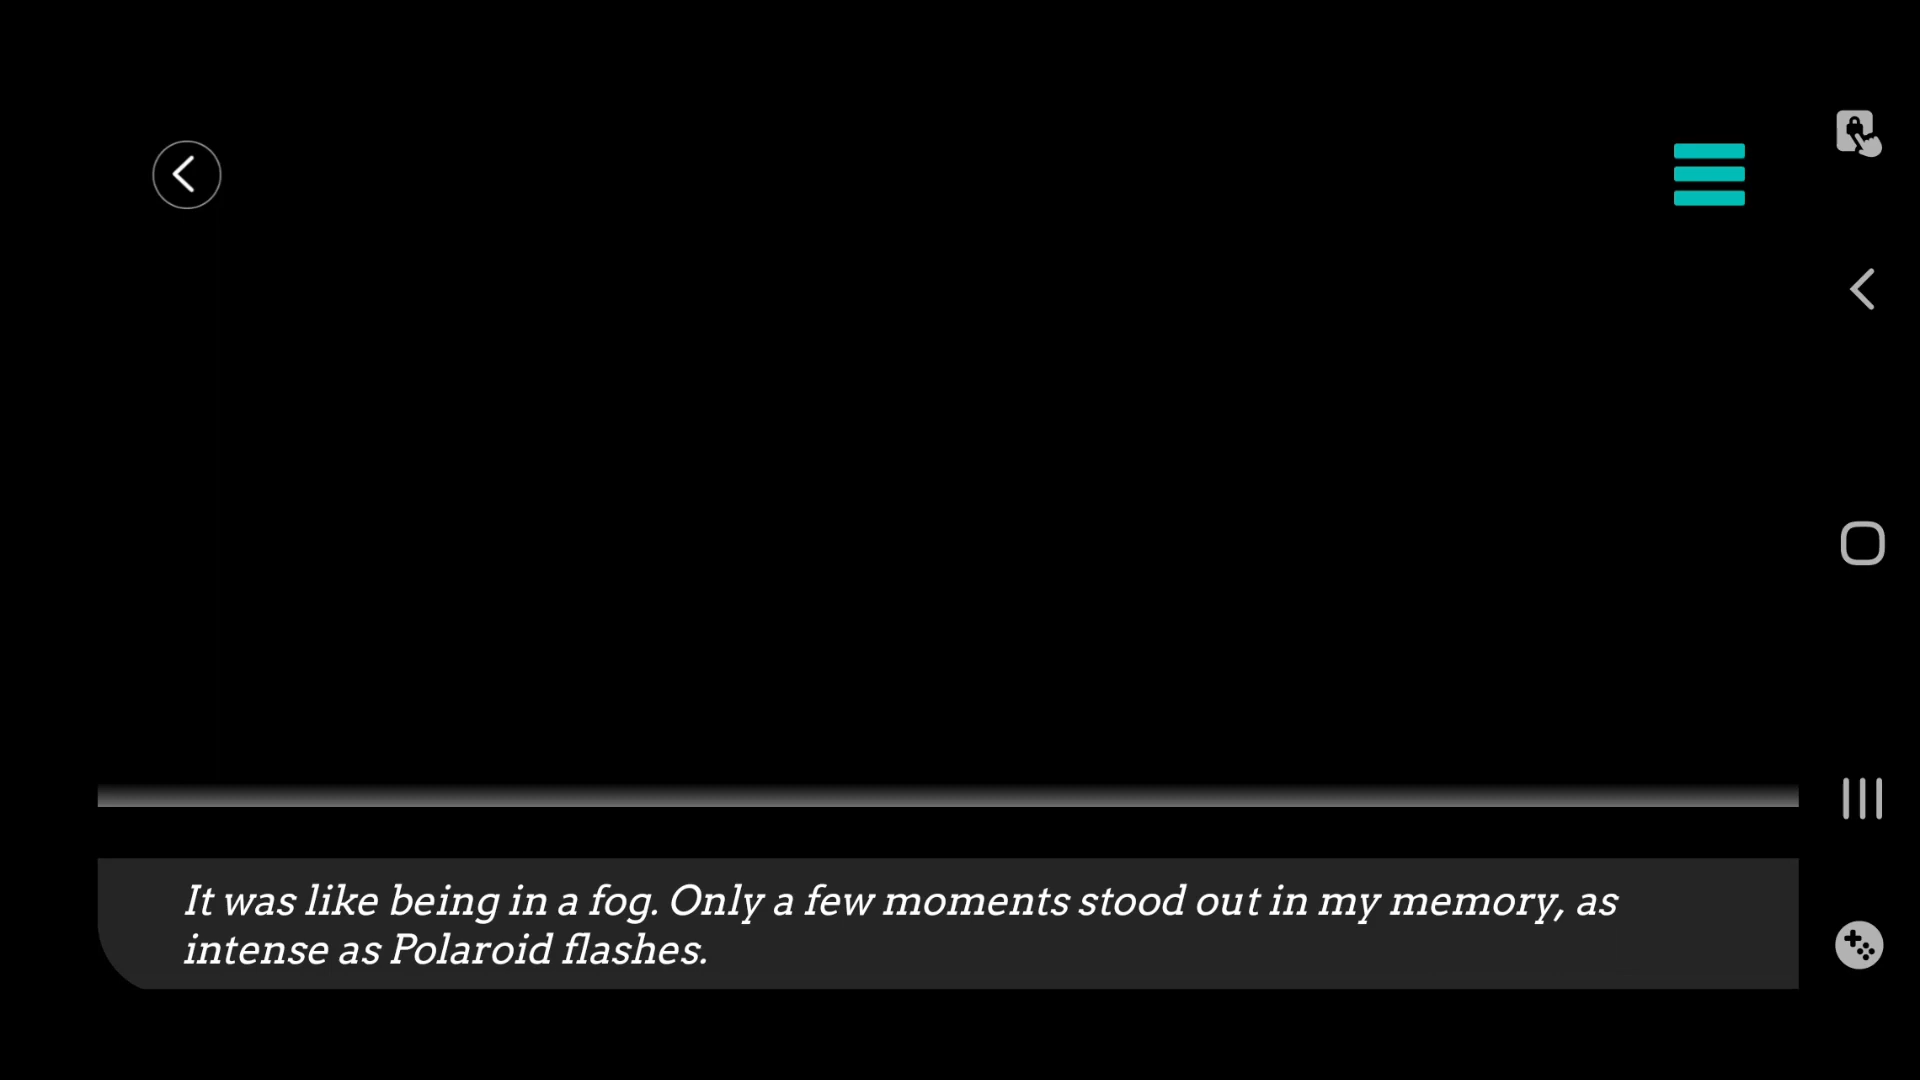 It was like being in a fog. Only a few moments stood out in my memory, as
intense as Polaroid flashes.